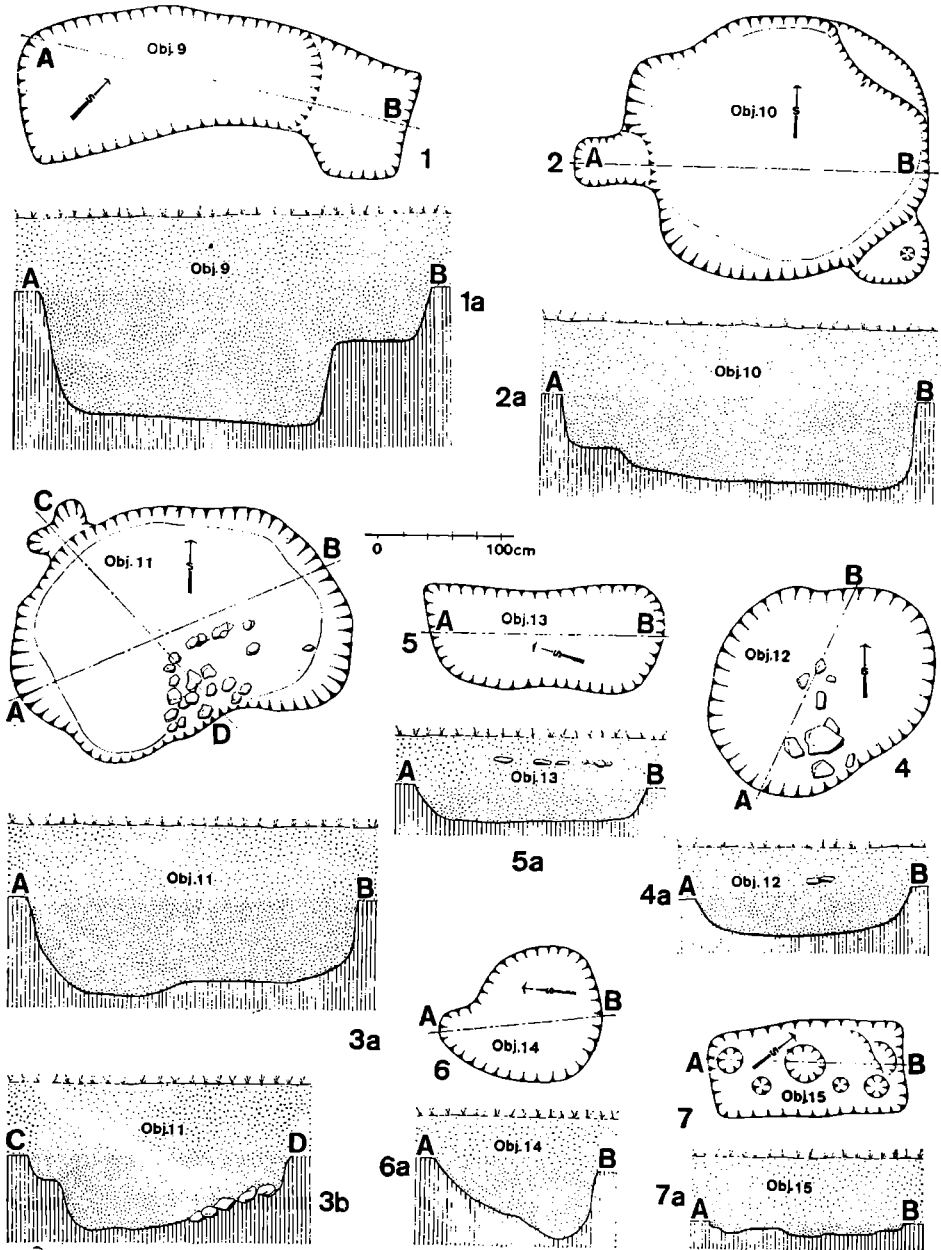 A Obj.9 S B 1
Obj.9 A B 1a
Obj.10 S A B 2
Obj.10 A B 2a
0 100cm
C Obj.11 S B A D
Obj.11 A B 3a
Obj.11 C D 3b
5 A Obj.13 B S
A Obj.13 B 5a
B Obj.12 S A 4
4a A Obj.12 B
A S B Obj.14 6
6a A Obj.14 B
A S B Obj.15 7
7a A Obj.15 B